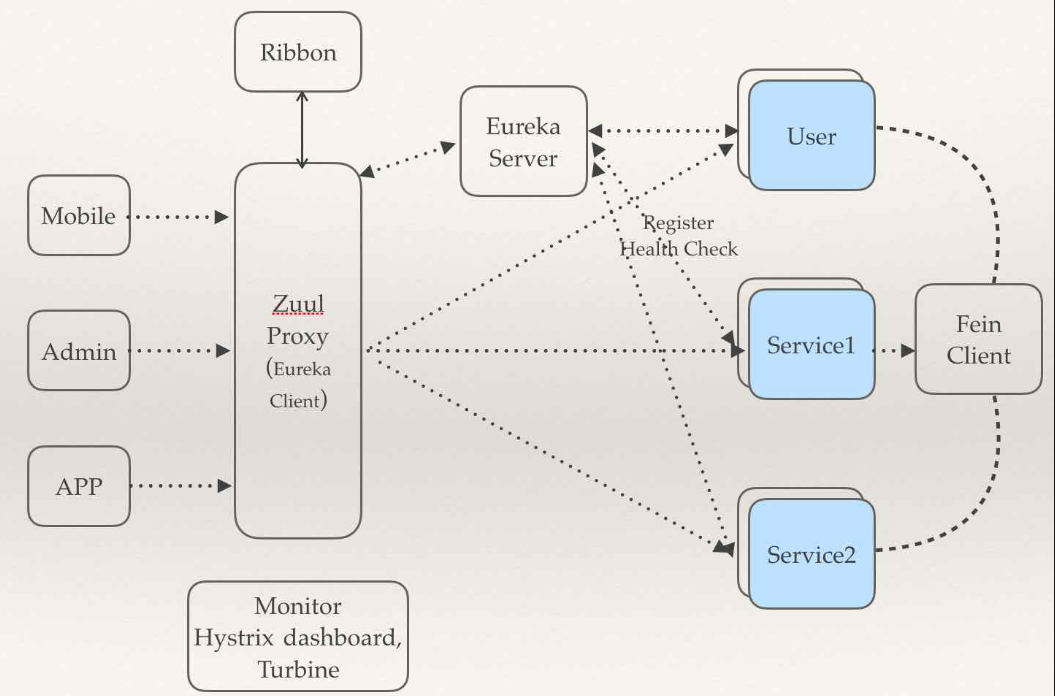 Ribbon
Eureka
Server
User
Mobile
Register
Health Check
Zuul
Proxy
(Eureka
Client)
Admin
Service1
Fein
Client
APP
Service2
Monitor
Hystrix dashboard,
Turbine